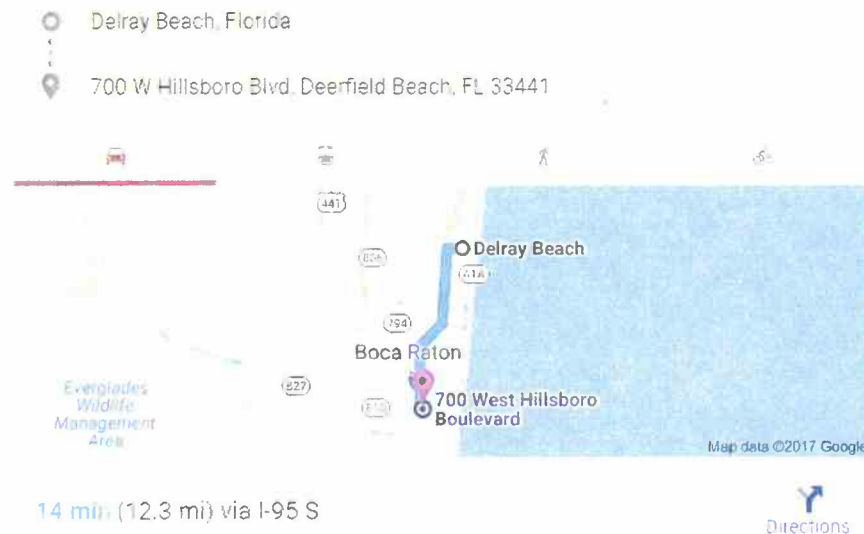 Delray Beach, Florida
700 W Hillsboro Blvd, Deerfield Beach, FL 33441
441
Delray Beach
A1A
794
Boca Raton
827
700 West Hillsboro
Boulevard
Everglades
Wildlife
Management
Area
Map data ©2017 Google
14 min (12.3 mi) via I-95 S
Directions